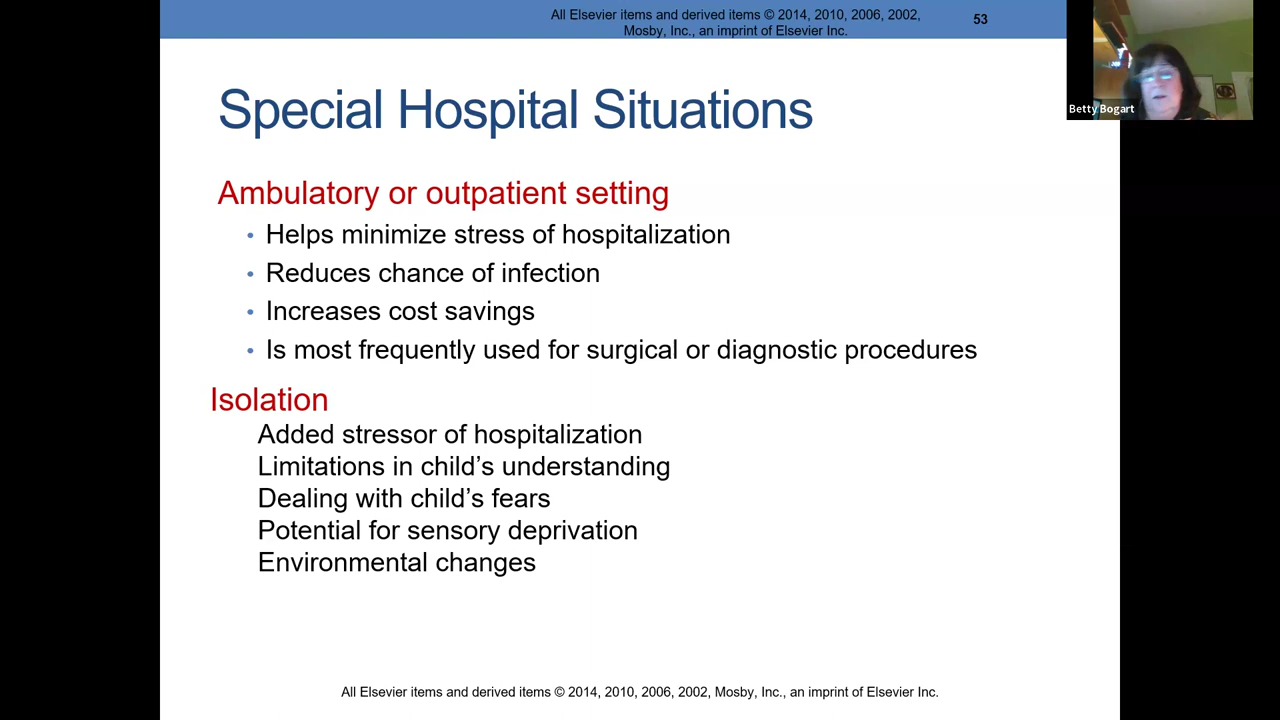 All Elsevier items and derived items © 2014, 2010, 2006, 2002,
Mosby, Inc., an imprint of Elsevier Inc.
53
Betty Bogart
Special Hospital Situations
Ambulatory or outpatient setting
• Helps minimize stress of hospitalization
• Reduces chance of infection
• Increases cost savings
• Is most frequently used for surgical or diagnostic procedures
Isolation
Added stressor of hospitalization
Limitations in child’s understanding
Dealing with child’s fears
Potential for sensory deprivation
Environmental changes
All Elsevier items and derived items © 2014, 2010, 2006, 2002, Mosby, Inc., an imprint of Elsevier Inc.